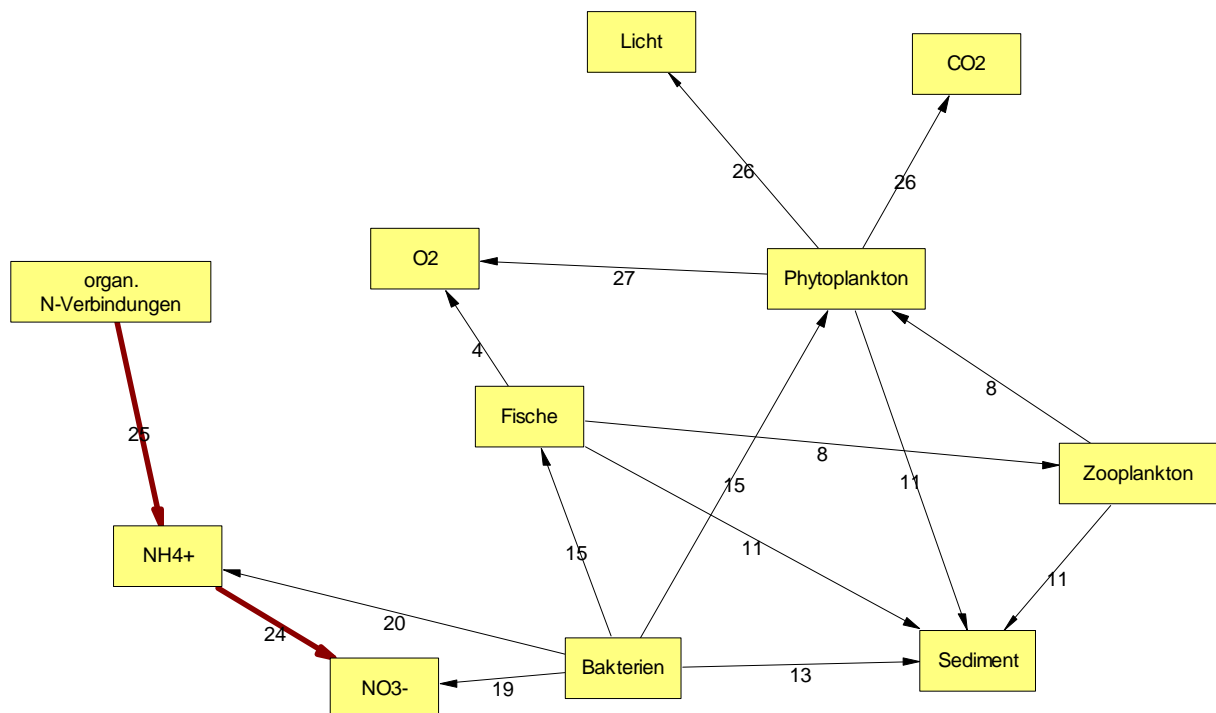 Licht
CO2
26
26
O2
Phytoplankton
organ.
N-Verbindungen
27
4
8
Fische
8
Zooplankton
25
15
11
11
15
NH4+
11
20
24
Bakterien
Sediment
13
NO3-
19